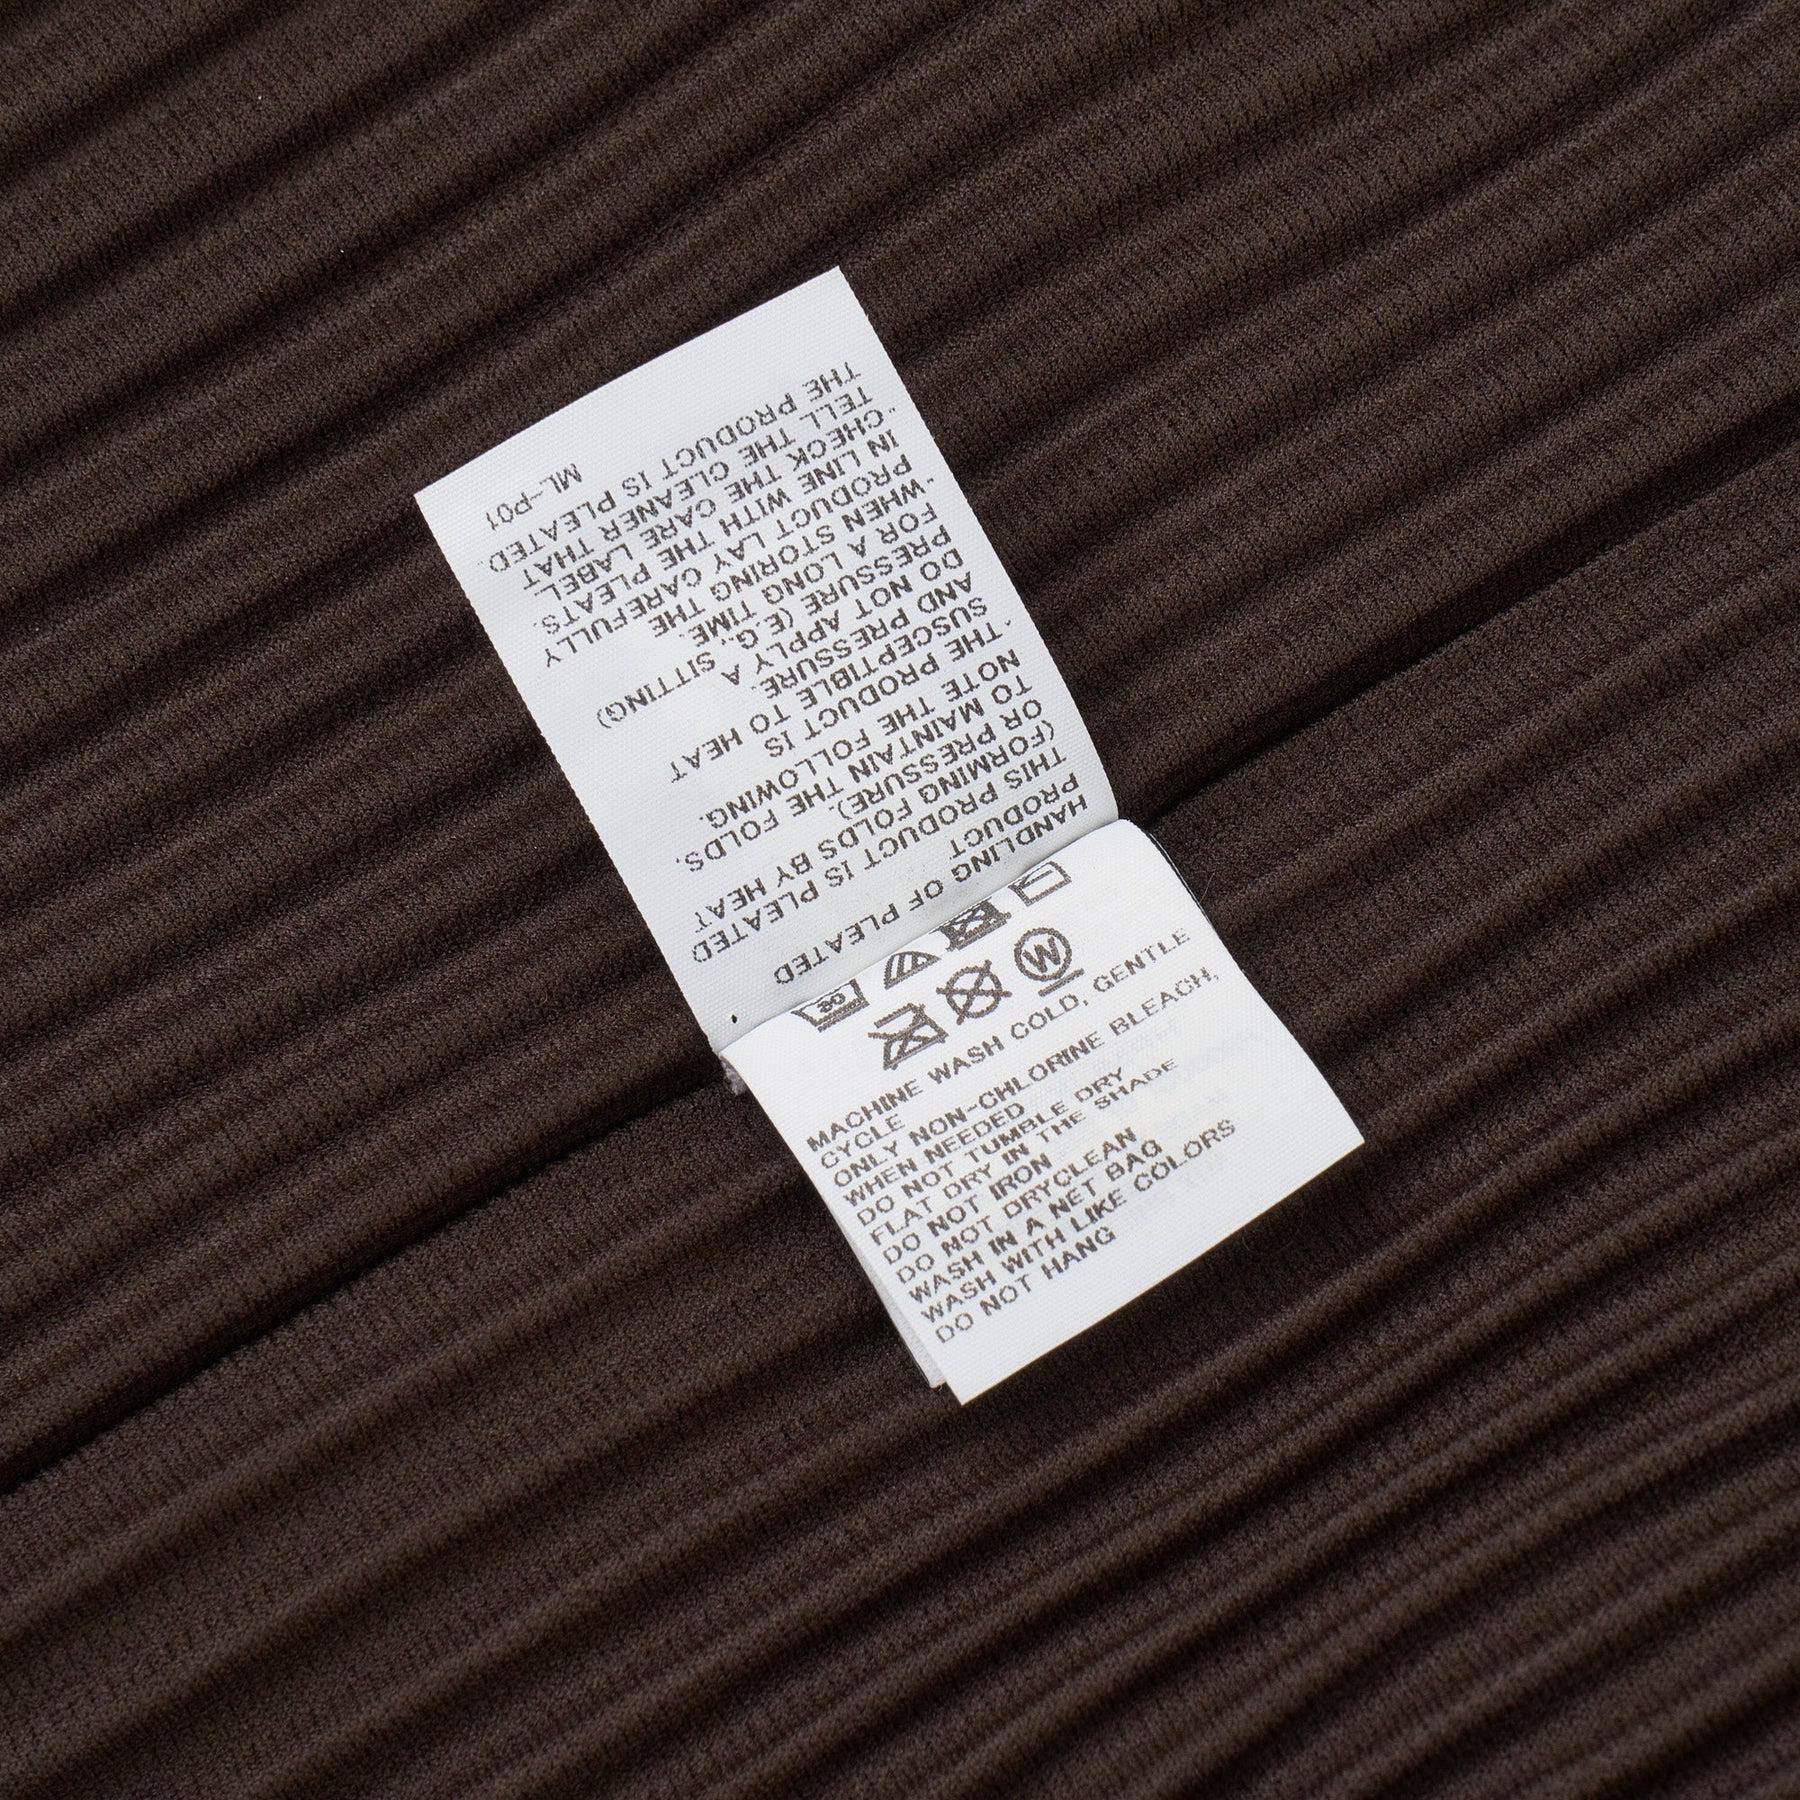 HANDLING OF PLEATED
PRODUCT
THIS PRODUCT IS PLEATED
(FORMING FOLDS BY HEAT
OR PRESSURE).
TO MAINTAIN THE FOLDS,
NOTE THE FOLLOWING.
·THE PRODUCT IS
SUSCEPTIBLE TO HEAT
AND PRESSURE.
DO NOT APPLY A
PRESSURE (E.G. SITTING)
FOR A LONG TIME.
·WHEN STORING THE
PRODUCT LAY CAREFULLY
IN LINE WITH THE PLEATS.
·CHECK THE CARE LABEL
TELL THE CLEANER THAT
THE PRODUCT IS PLEATED.
ML-P01
W
MACHINE WASH COLD, GENTLE
CYCLE
ONLY NON-CHLORINE BLEACH,
WHEN NEEDED
DO NOT TUMBLE DRY
FLAT DRY IN THE SHADE
DO NOT IRON
DO NOT DRYCLEAN
WASH IN A NET BAG
WASH WITH LIKE COLORS
DO NOT HANG